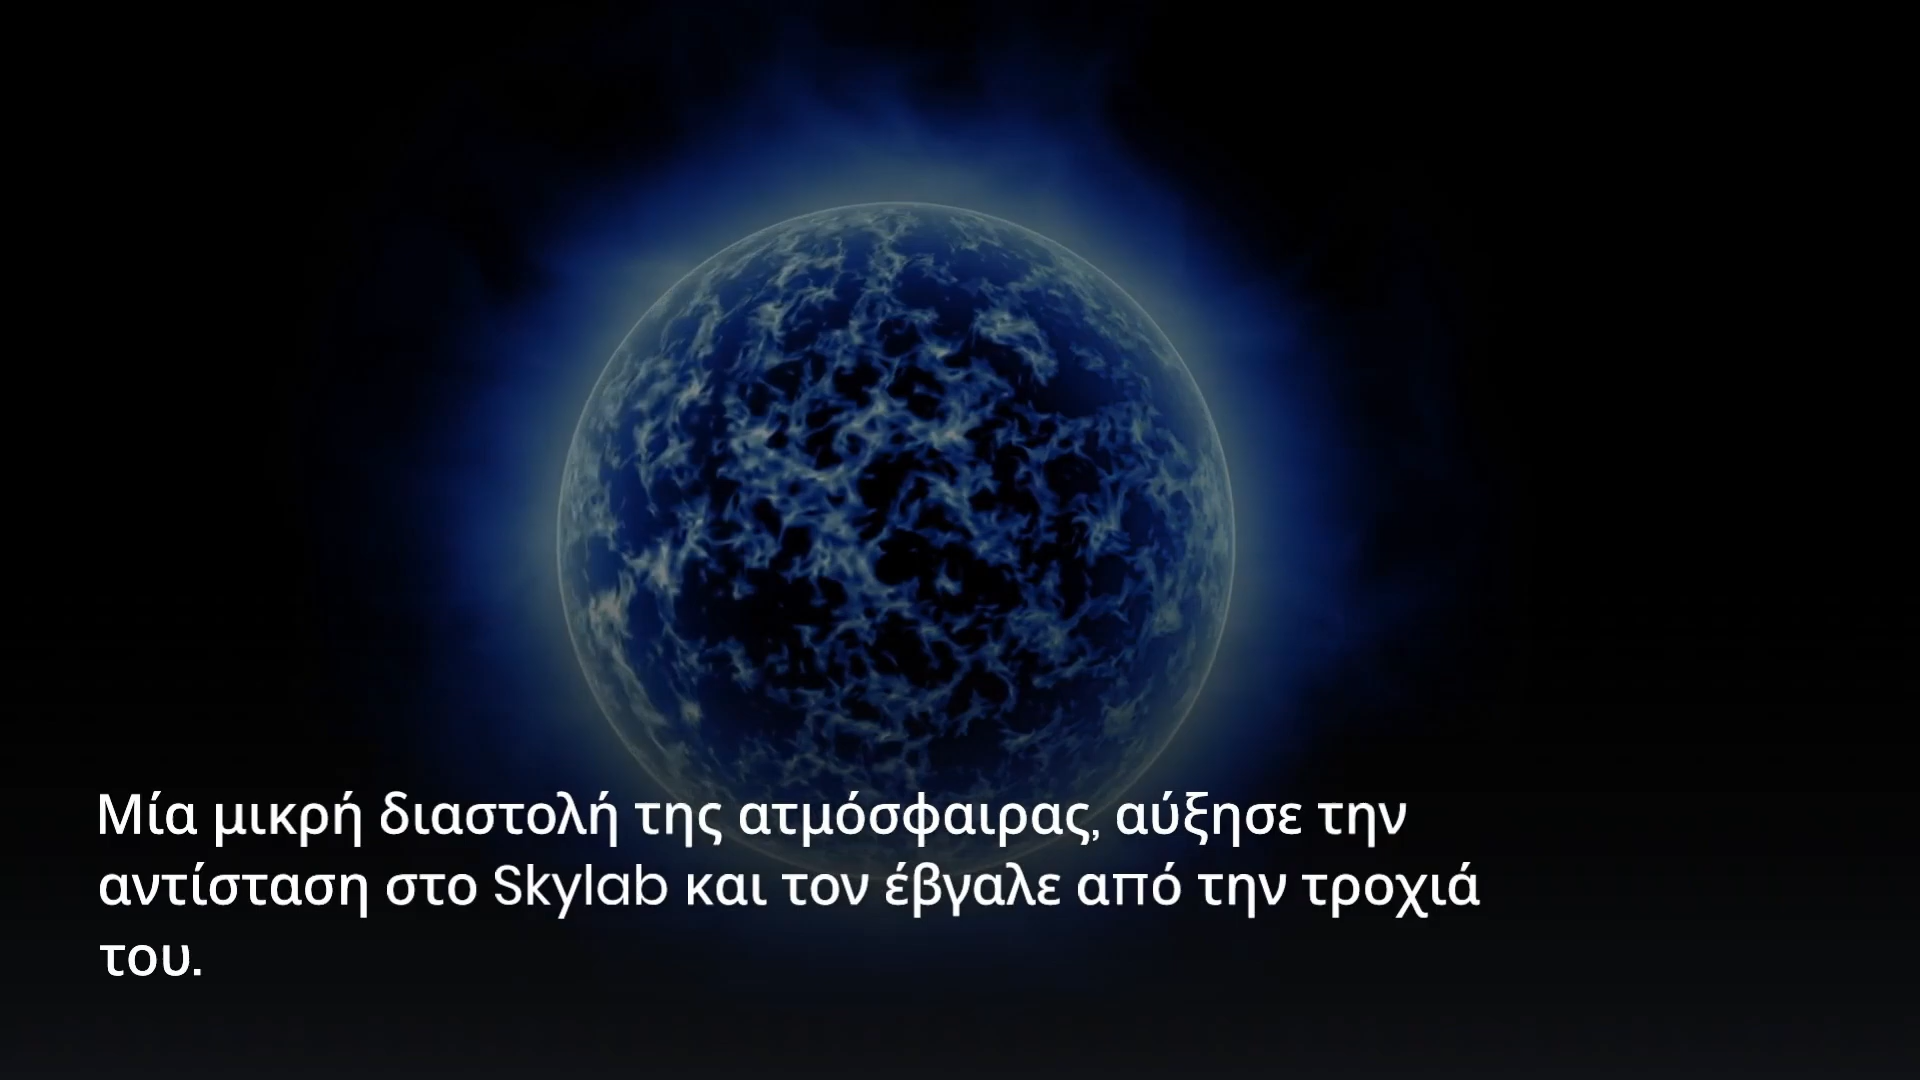 Μία μικρή διαστολή της ατμόσφαιρας, αύξησε την
αντίσταση στο Skylab και τον έβγαλε από την τροχιά
του.